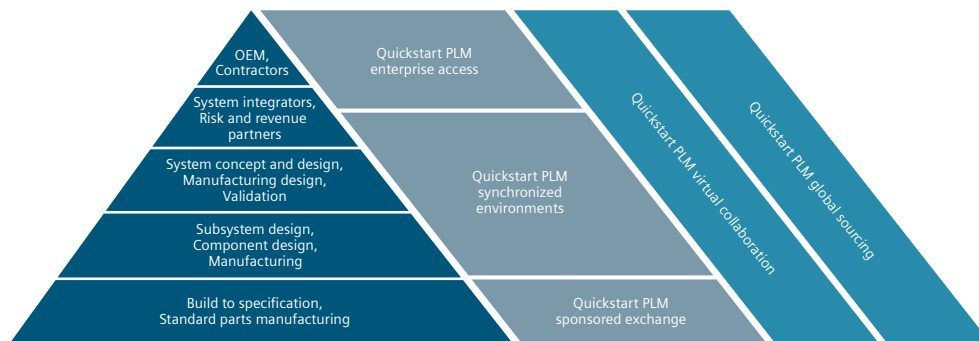 OEM,
Contractors
System integrators,
Risk and revenue
partners
System concept and design,
Manufacturing design,
Validation
Subsystem design,
Component design,
Manufacturing
Build to specification,
Standard parts manufacturing
Quickstart PLM
enterprise access
Quickstart PLM
synchronized
environments
Quickstart PLM
sponsored exchange
Quickstart PLM virtual collaboration
Quickstart PLM global sourcing